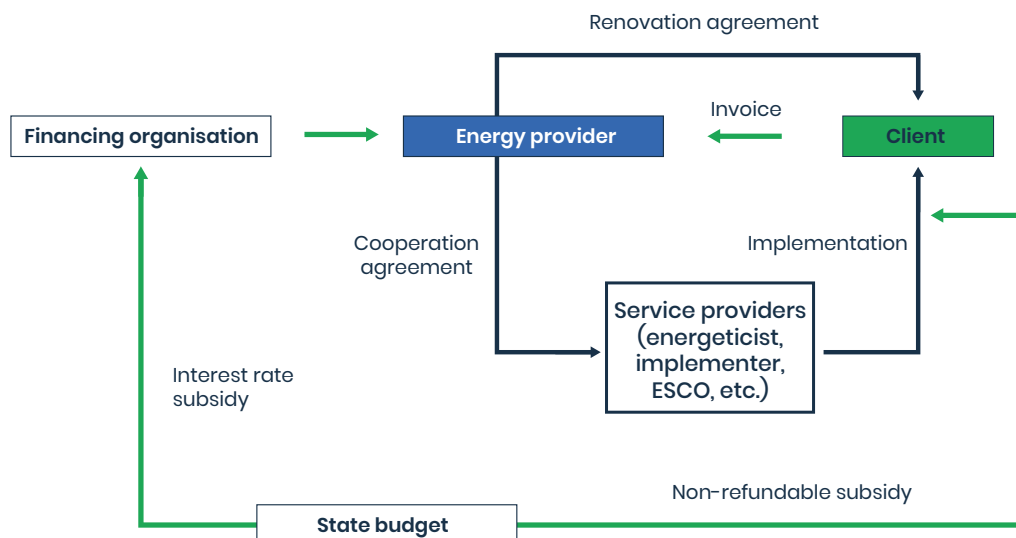 Renovation agreement
Financing organisation
Energy provider
Invoice
Client
Cooperation
agreement
Implementation
Service providers
(energeticist,
implementer,
ESCO, etc.)
Interest rate
subsidy
Non-refundable subsidy
State budget